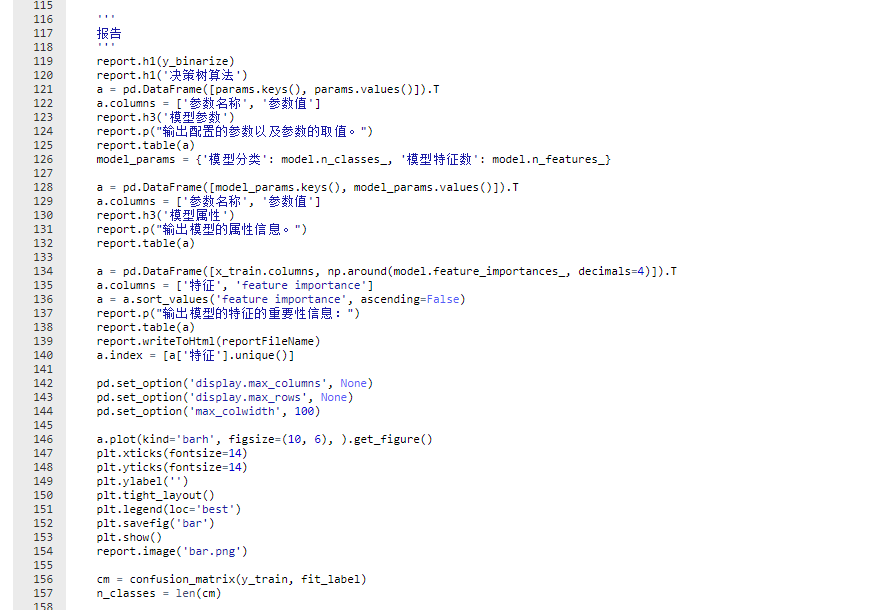 115
116 '''
117 报告
118 '''
119 report.h1(y_binarize)
120 report.h1('决策树算法')
121 a = pd.DataFrame([params.keys(), params.values()]).T
122 a.columns = ['参数名称', '参数值']
123 report.h3('模型参数')
124 report.p("输出配置的参数以及参数的取值。")
125 report.table(a)
126 model_params = {'模型分类': model.n_classes_, '模型特征数': model.n_features_}
127
128 a = pd.DataFrame([model_params.keys(), model_params.values()]).T
129 a.columns = ['参数名称', '参数值']
130 report.h3('模型属性')
131 report.p("输出模型的属性信息。")
132 report.table(a)
133
134 a = pd.DataFrame([x_train.columns, np.around(model.feature_importances_, decimals=4)]).T
135 a.columns = ['特征', 'feature importance']
136 a = a.sort_values('feature importance', ascending=False)
137 report.p("输出模型的特征的重要性信息：")
138 report.table(a)
139 report.writeToHtml(reportFileName)
140 a.index = [a['特征'].unique()]
141
142 pd.set_option('display.max_columns', None)
143 pd.set_option('display.max_rows', None)
144 pd.set_option('max_colwidth', 100)
145
146 a.plot(kind='barh', figsize=(10, 6), ).get_figure()
147 plt.xticks(fontsize=14)
148 plt.yticks(fontsize=14)
149 plt.ylabel('')
150 plt.tight_layout()
151 plt.legend(loc='best')
152 plt.savefig('bar')
153 plt.show()
154 report.image('bar.png')
155
156 cm = confusion_matrix(y_train, fit_label)
157 n_classes = len(cm)
158